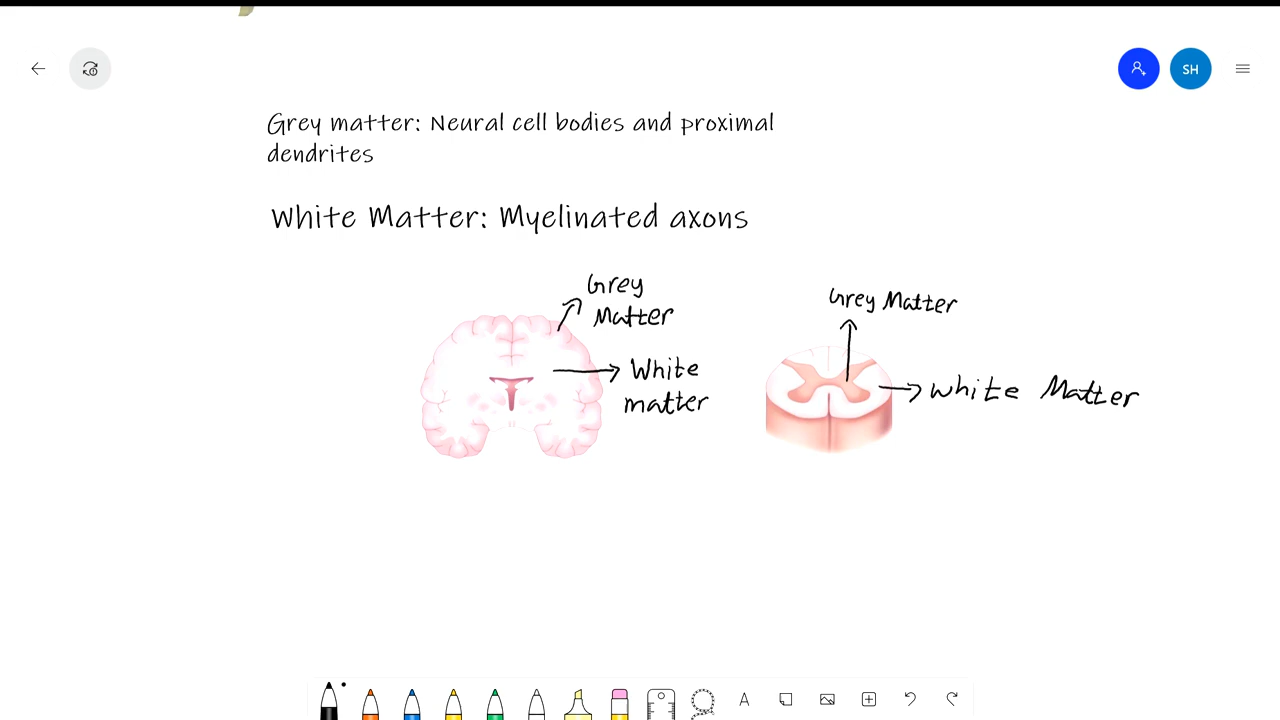 SH
Grey matter: Neural cell bodies and proximal
dendrites
White Matter: Myelinated axons
Grey
Matter
White
matter
Grey Matter
White Matter
A